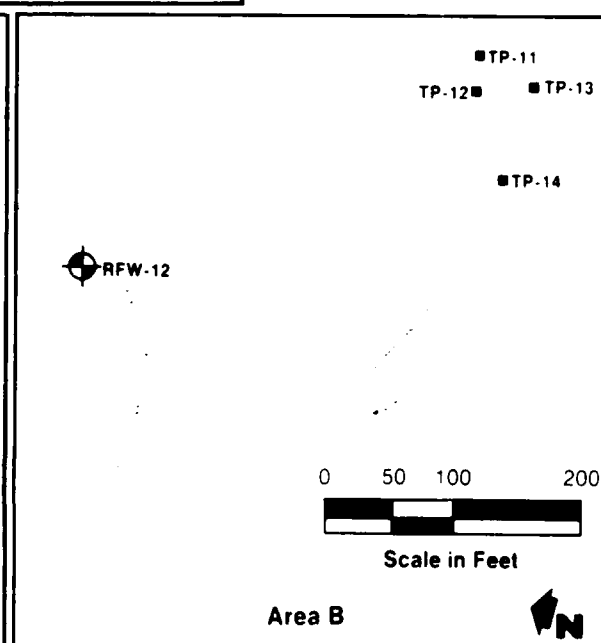 TP-11
TP-12 TP-13
TP-14
RFW-12
0 50 100 200
Scale in Feet
Area B
N